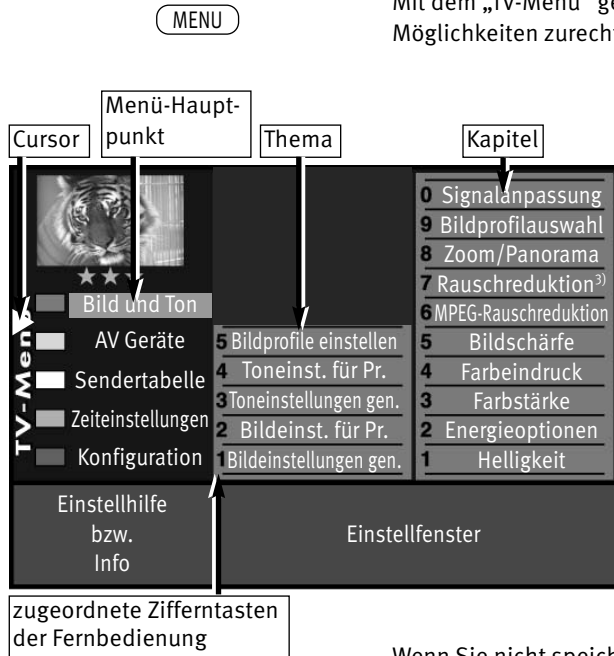 MENU
Mit dem „TV-Menü“
Möglichkeiten
Menü-Haupt-
punkt
Cursor
Thema
Kapitel
TV-Menü
Bild und Ton
AV Geräte
Sendertabelle
Zeiteinstellungen
Konfiguration
5 Bildprofile einstellen
4 Toneinst. für Pr.
3 Toneinstellungen gen.
2 Bildeinst. für Pr.
1 Bildeinstellungen gen.
0 Signalanpassung
9 Bildprofilauswahl
8 Zoom/Panorama
7 Rauschreduktion³⁾
6 MPEG-Rauschreduktion
5 Bildschärfe
4 Farbeindruck
3 Farbstärke
2 Energieoptionen
1 Helligkeit
Einstellhilfe
bzw.
Info
Einstellfenster
zugeordnete Zifferntasten
der Fernbedienung
Wenn Sie nicht